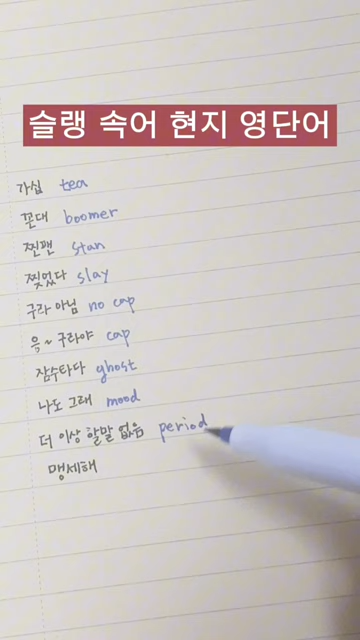 슬랭 속어 현지 영단어
가십 tea
꼰대 boomer
찐팬 stan
찢었다 slay
구라 아님 no cap
윽~ 구라야 cap
잠수타다 ghost
나도 그래 mood
더 이상 할말 없음 period
맹세해